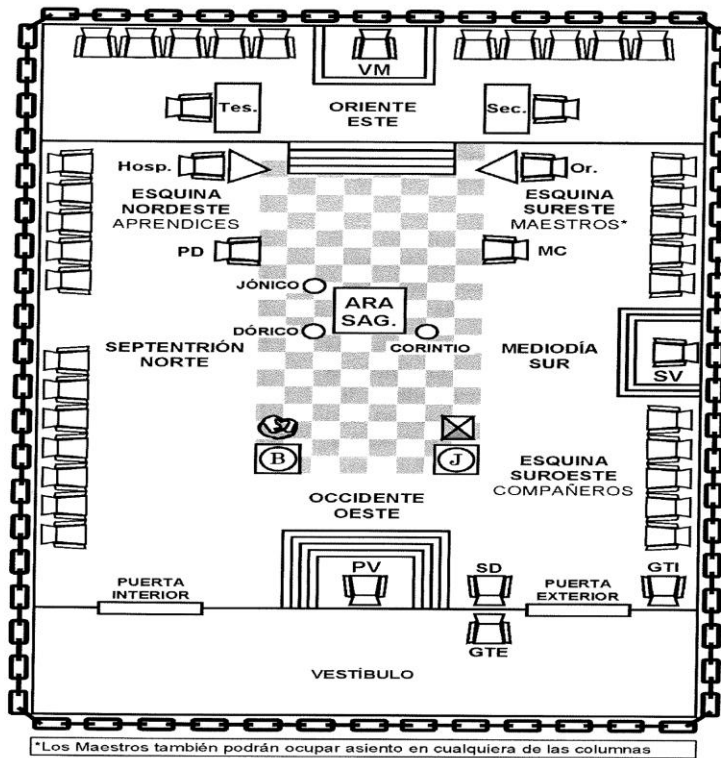 VM
Tes.
ORIENTE
ESTE
Sec.
Hosp.
Or.
ESQUINA
NORDESTE
APRENDICES
ESQUINA
SURESTE
MAESTROS*
PD
MC
JÓNICO
ARA
SAG.
DÓRICO
CORINTIO
SEPTENTRIÓN
NORTE
MEDIODÍA
SUR
SV
B
J
ESQUINA
SUROESTE
COMPAÑEROS
OCCIDENTE
OESTE
PV
SD
GTI
PUERTA
INTERIOR
PUERTA
EXTERIOR
GTE
VESTÍBULO
*Los Maestros también podrán ocupar asiento en cualquiera de las columnas